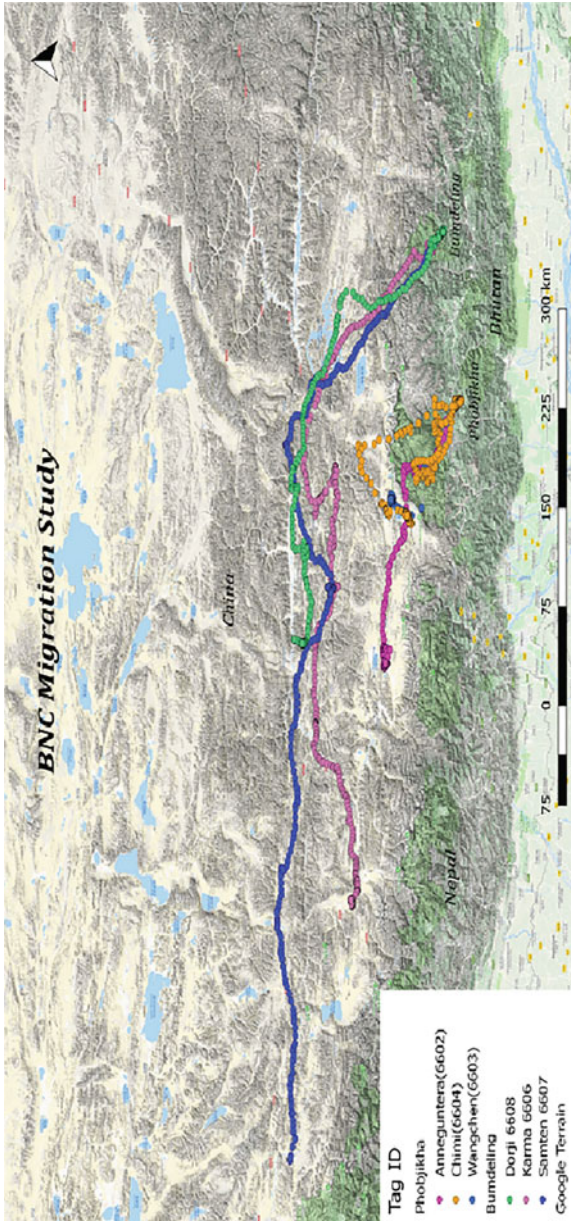 BNC Migration Study
China
Nepal
Bumdeling
Phobjikha
Bhutan
75 0 75 150 225 300 km
Tag ID
Phobjikha
Anneguntera(6602)
Chimi(6604)
Wangchen(6603)
Bumdeling
Dorji 6608
Karma 6606
Samten 6607
Google Terrain